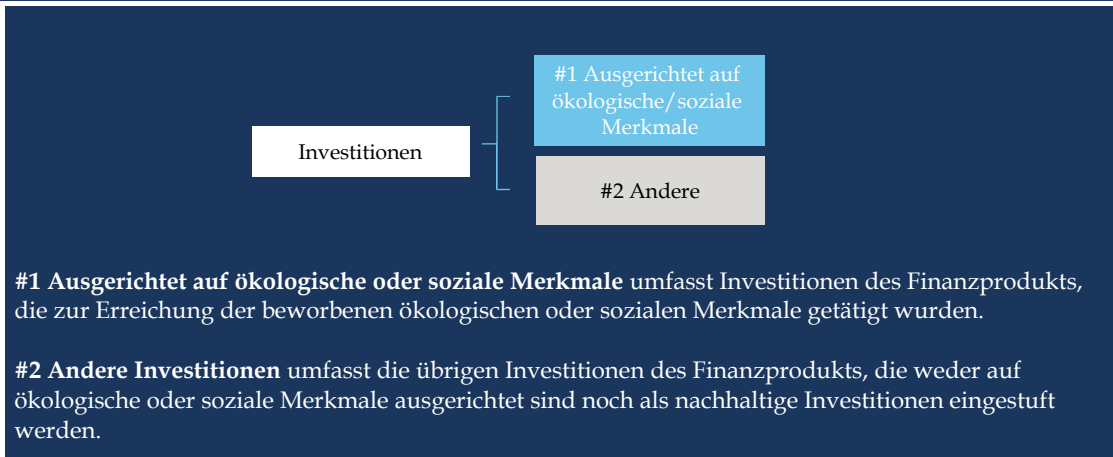 #1 Ausgerichtet auf
ökologische/soziale
Merkmale
Investitionen
#2 Andere
#1 Ausgerichtet auf ökologische oder soziale Merkmale umfasst Investitionen des Finanzprodukts,
die zur Erreichung der beworbenen ökologischen oder sozialen Merkmale getätigt wurden.
#2 Andere Investitionen umfasst die übrigen Investitionen des Finanzprodukts, die weder auf
ökologische oder soziale Merkmale ausgerichtet sind noch als nachhaltige Investitionen eingestuft
werden.